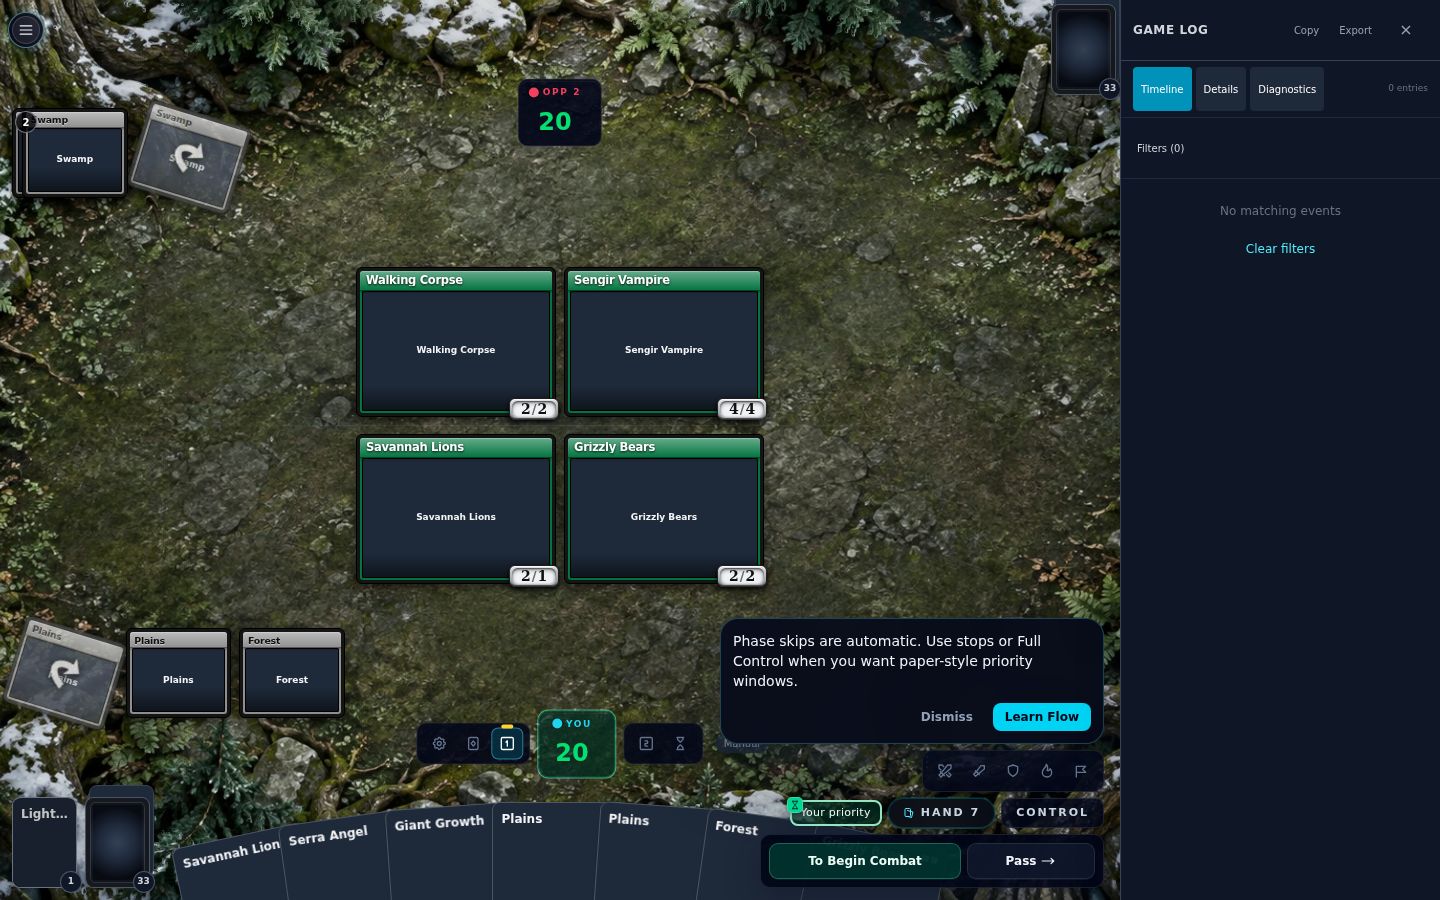 GAME LOG
Copy
Export
Timeline
Details
Diagnostics
0 entries
Filters (0)
No matching events
Clear filters
33
OPP 2
20
2
Swamp
Swamp
Swamp
Walking Corpse
Walking Corpse
2/2
Sengir Vampire
Sengir Vampire
4/4
Savannah Lions
Savannah Lions
2/1
Grizzly Bears
Grizzly Bears
2/2
Plains
Plains
Plains
Forest
Forest
Phase skips are automatic. Use stops or Full
Control when you want paper-style priority
windows.
Dismiss
Learn Flow
Manual
YOU
20
Your priority
HAND 7
CONTROL
To Begin Combat
Pass →
Light...
1
33
Savannah Lion
Serra Angel
Giant Growth
Plains
Plains
Forest